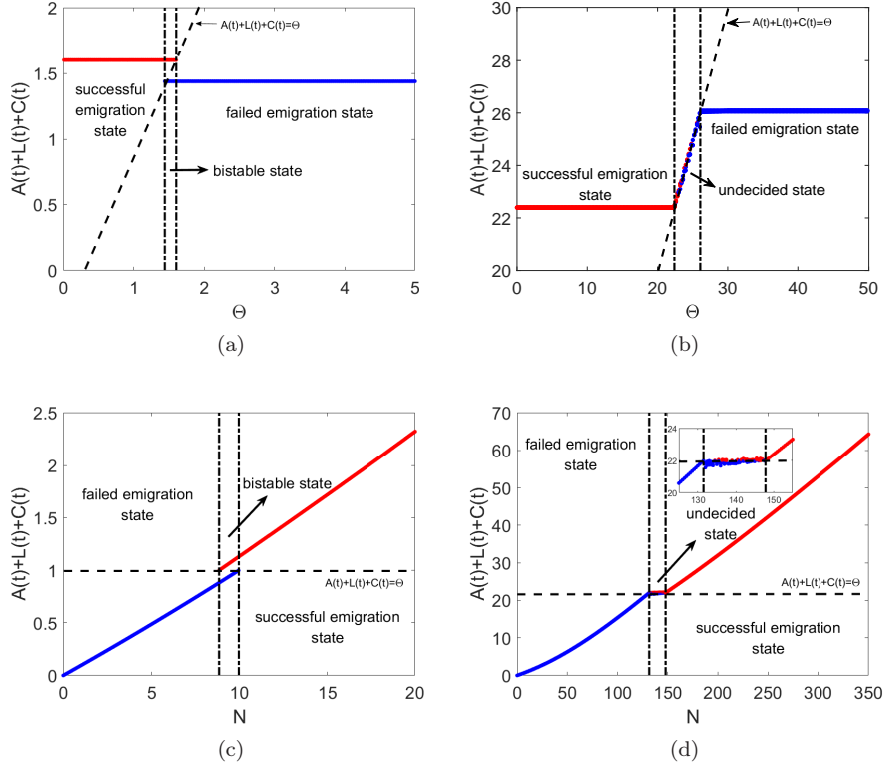 A(t)+L(t)+C(t)
2
1.5
1
0.5
0
0
1
2
3
4
5
Θ
A(t)+L(t)+C(t)=Θ
successful
emigration
state
failed emigration state
bistable state
(a)
A(t)+L(t)+C(t)
30
28
26
24
22
20
0
10
20
30
40
50
Θ
A(t)+L(t)+C(t)=Θ
failed emigration state
successful emigration
state
undecided state
(b)
A(t)+L(t)+C(t)
2.5
2
1.5
1
0.5
0
0
5
10
15
20
N
bistable state
failed emigration
state
A(t)+L(t)+C(t)=Θ
successful emigration
state
(c)
A(t)+L(t)+C(t)
70
60
50
40
30
20
10
0
0
50
100
150
200
250
300
350
N
failed emigration
state
24
22
20
130
140
150
undecided
state
A(t)+L(t)+C(t)=Θ
successful emigration
state
(d)